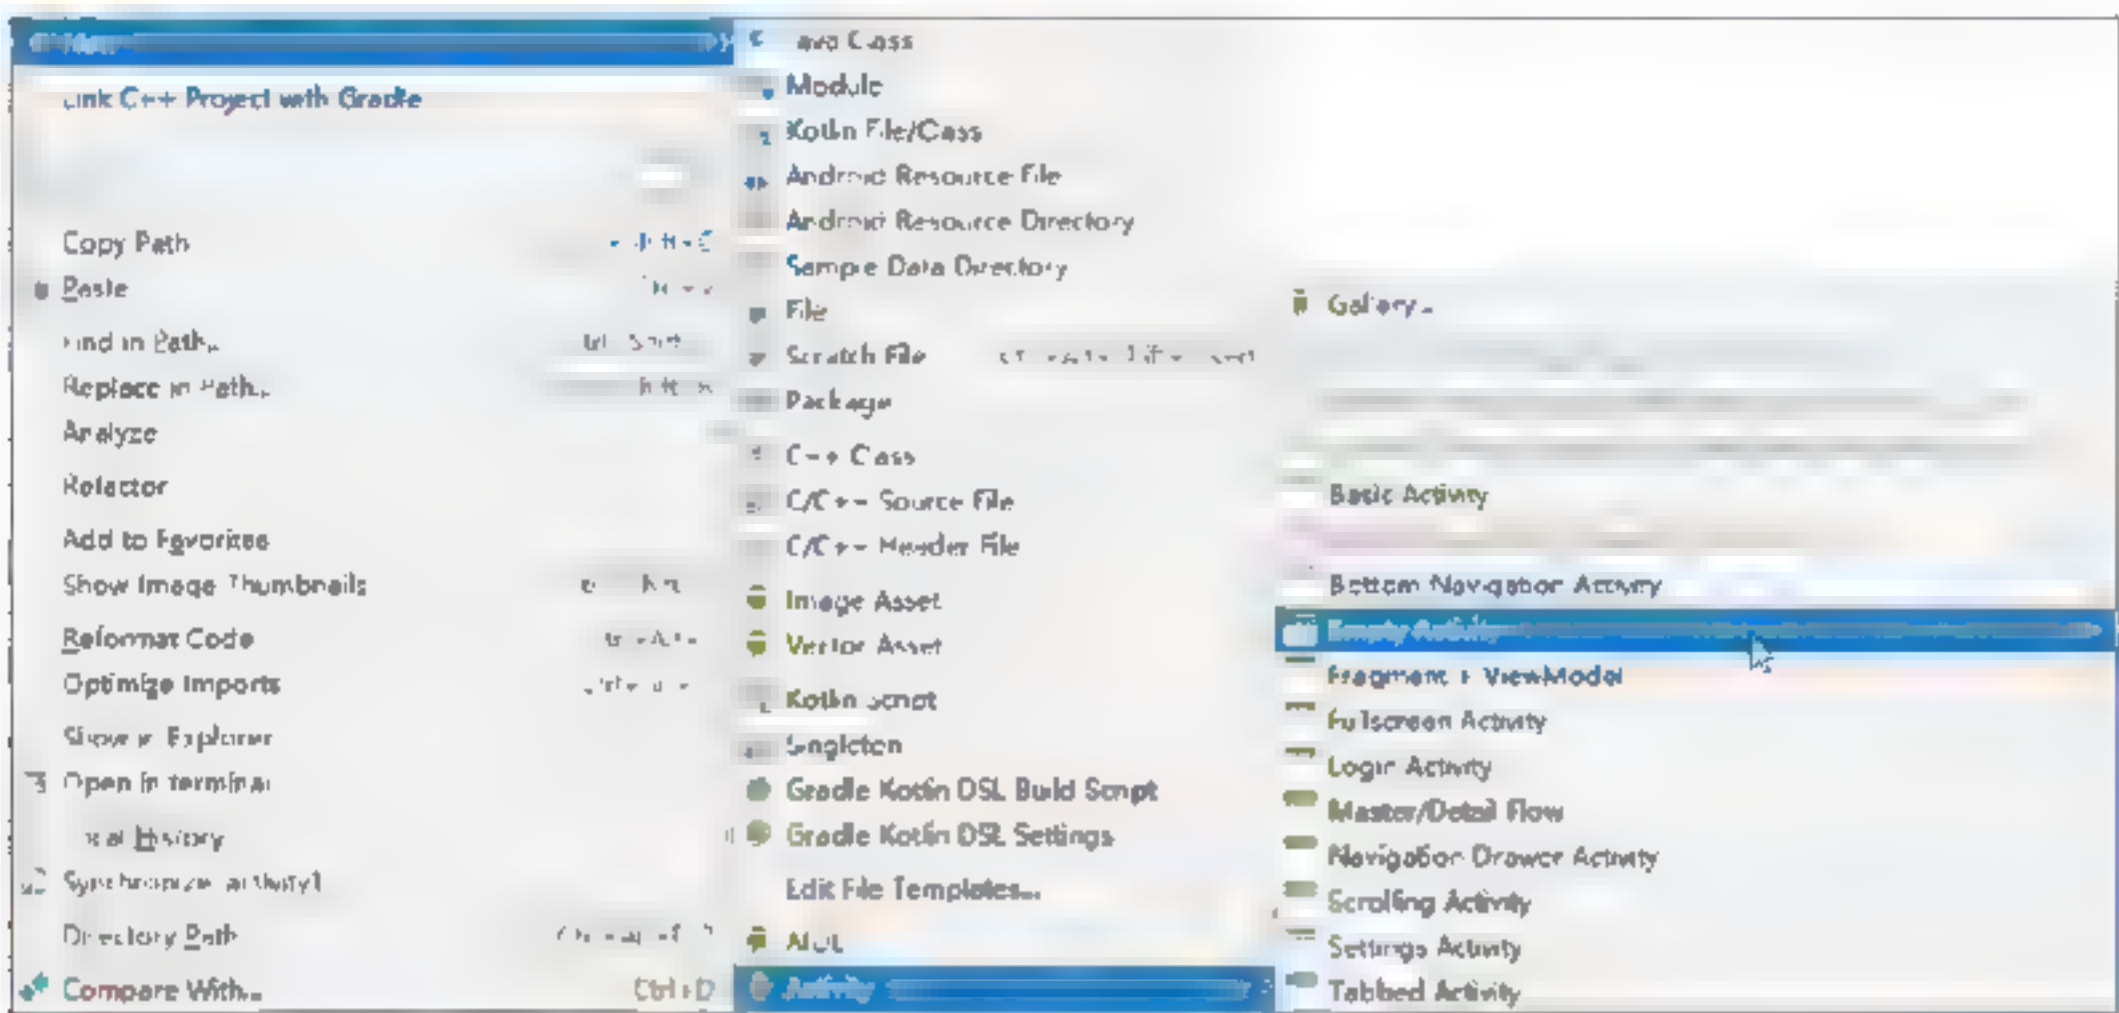 New
Link C++ Project with Gradle
Copy Path
Paste
Find in Path...
Replace in Path...
Analyze
Refactor
Add to Favorites
Show Image Thumbnails
Reformat Code
Optimize Imports
Show in Explorer
Open in terminal
Local History
Synchronize 'activity1'
Directory Path
Compare With... Ctrl+D
Java Class
Module
Kotlin File/Class
Android Resource File
Android Resource Directory
Sample Data Directory
File
Scratch File
Package
C++ Class
C/C++ Source File
C/C++ Header File
Image Asset
Vector Asset
Kotlin Script
Singleton
Gradle Kotlin DSL Build Script
Gradle Kotlin DSL Settings
Edit File Templates...
AIDL
Activity
Gallery...
Basic Activity
Bottom Navigation Activity
Empty Activity
Fragment + ViewModel
Fullscreen Activity
Login Activity
Master/Detail Flow
Navigation Drawer Activity
Scrolling Activity
Settings Activity
Tabbed Activity